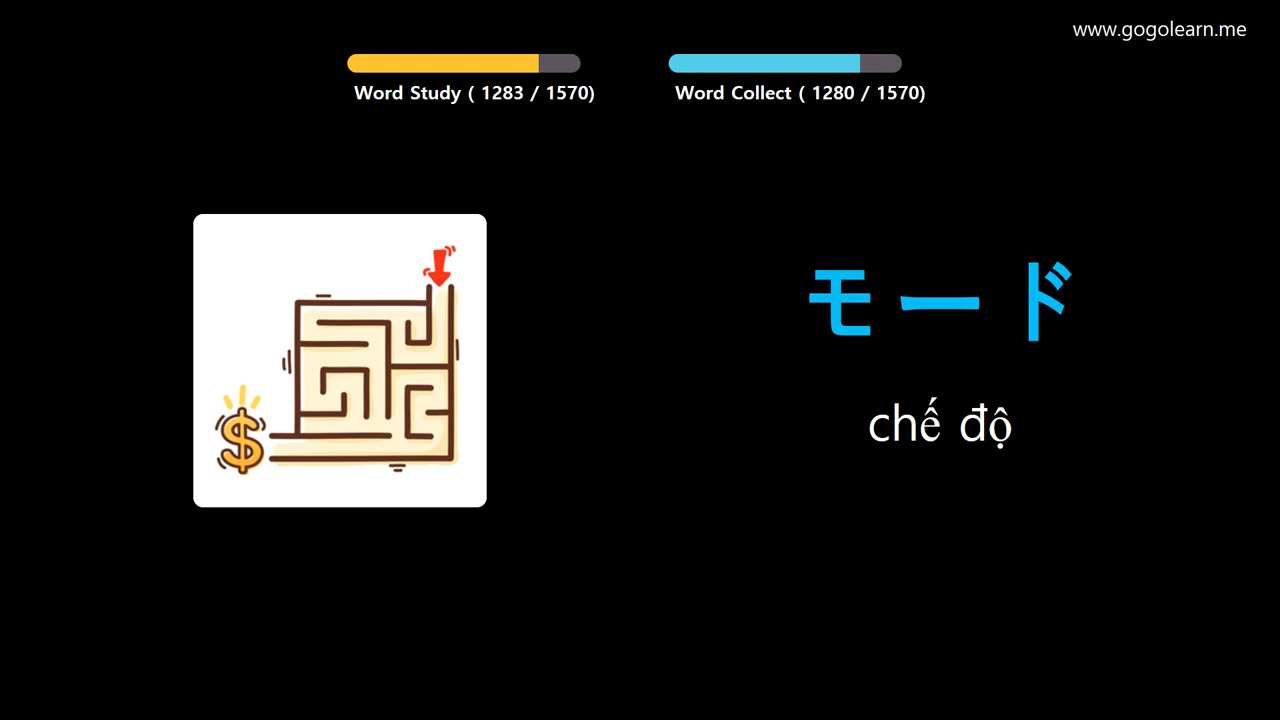 www.gogolearn.me
Word Study ( 1283 / 1570)
Word Collect ( 1280 / 1570)
モード
chế độ